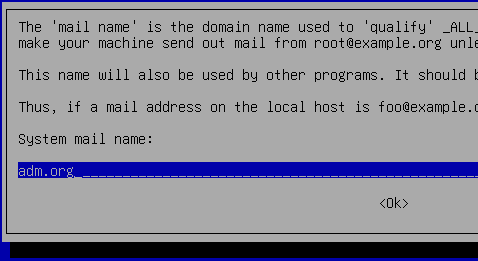 The 'mail name' is the domain name used to 'qualify' _ALL_
make your machine send out mail from root@example.org unle
This name will also be used by other programs. It should b
Thus, if a mail address on the local host is foo@example.o
System mail name:
adm.org
<Ok>